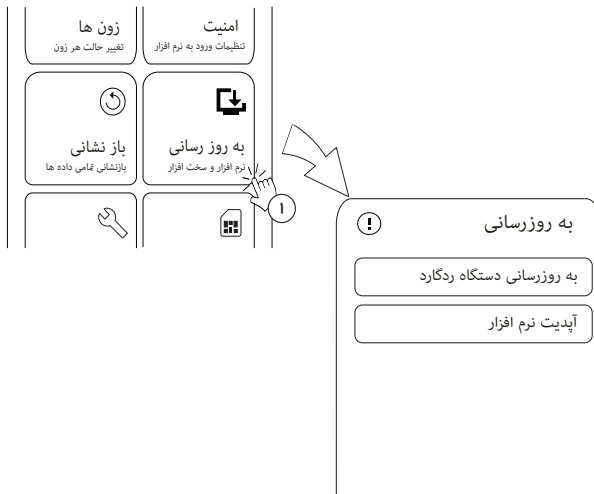 امنیت
تنظیمات ورود به نرم افزار
زون ها
تغییر حالت هر زون
به روز رسانی
نرم افزار و سخت افزار
باز نشانی
بازنشانی تمامی داده ها
۱
به روزرسانی
به روزرسانی دستگاه ردگارد
آپدیت نرم افزار